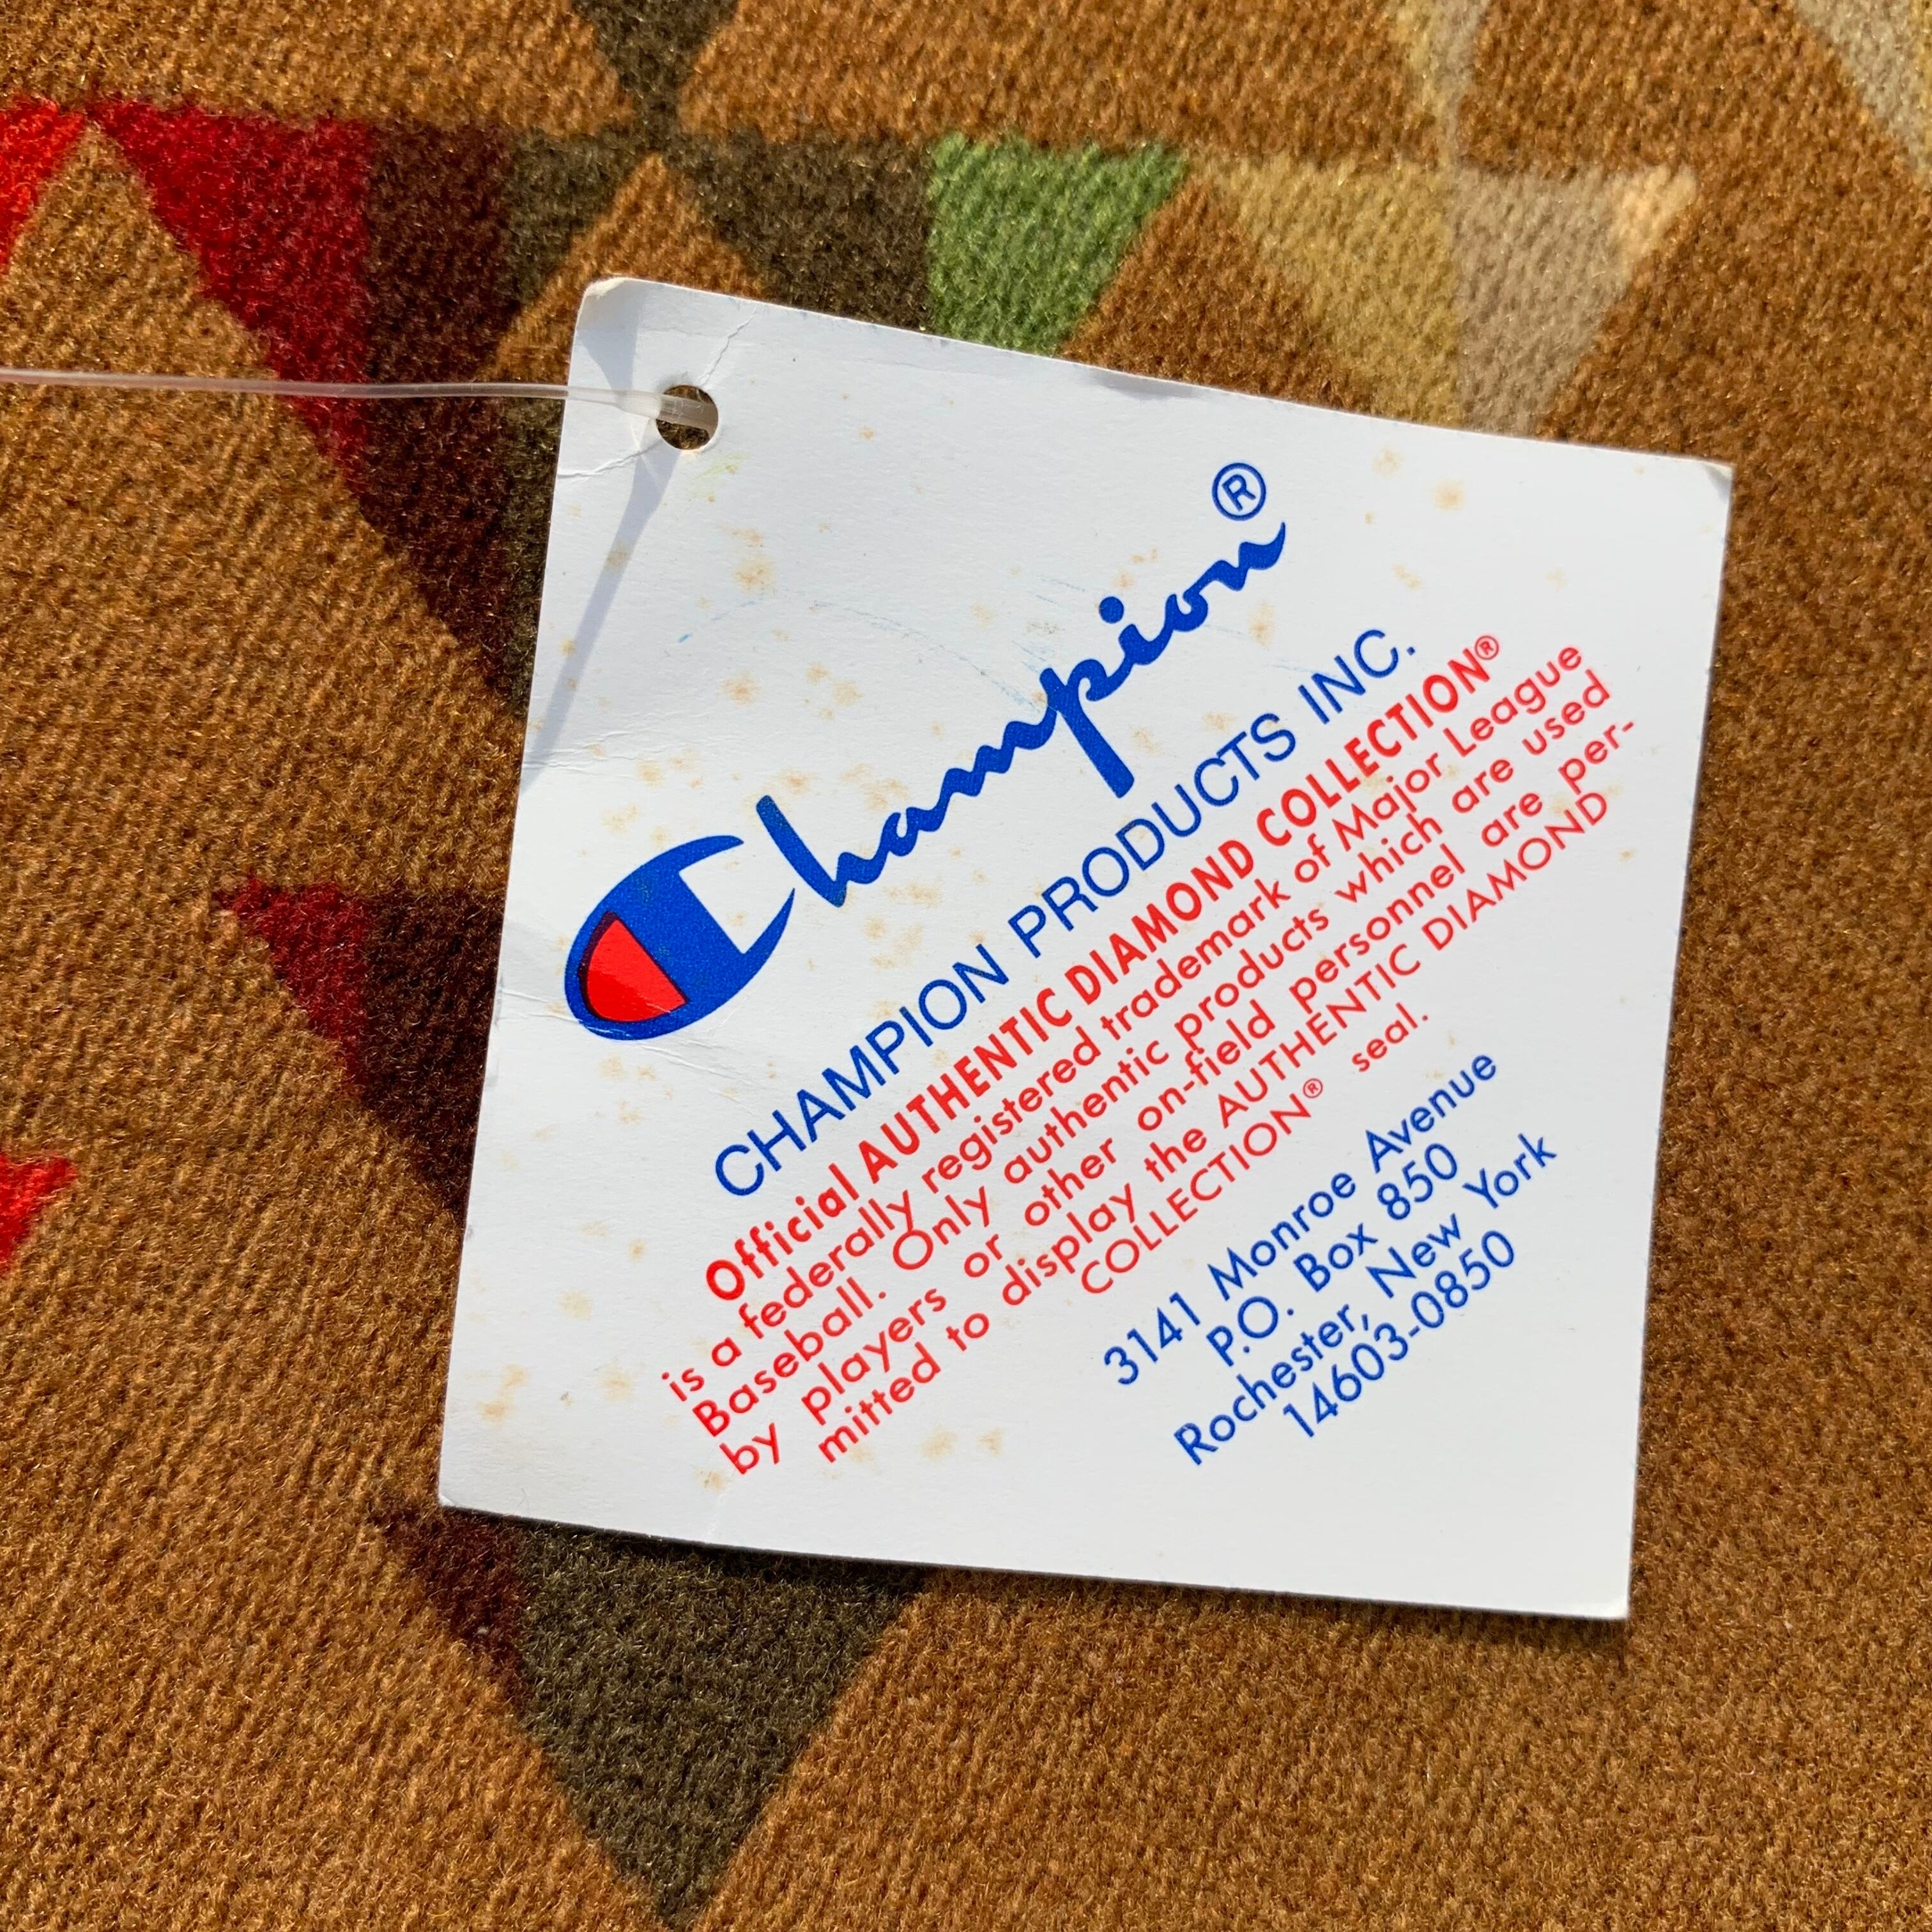 Champion®
CHAMPION PRODUCTS INC.
Official AUTHENTIC DIAMOND COLLECTION®
is a federally registered trademark of Major League
Baseball. Only authentic products which are used
by players or other on-field personnel are per-
mitted to display the AUTHENTIC DIAMOND
COLLECTION® seal.
3141 Monroe Avenue
P.O. Box 850
Rochester, New York
14603-0850